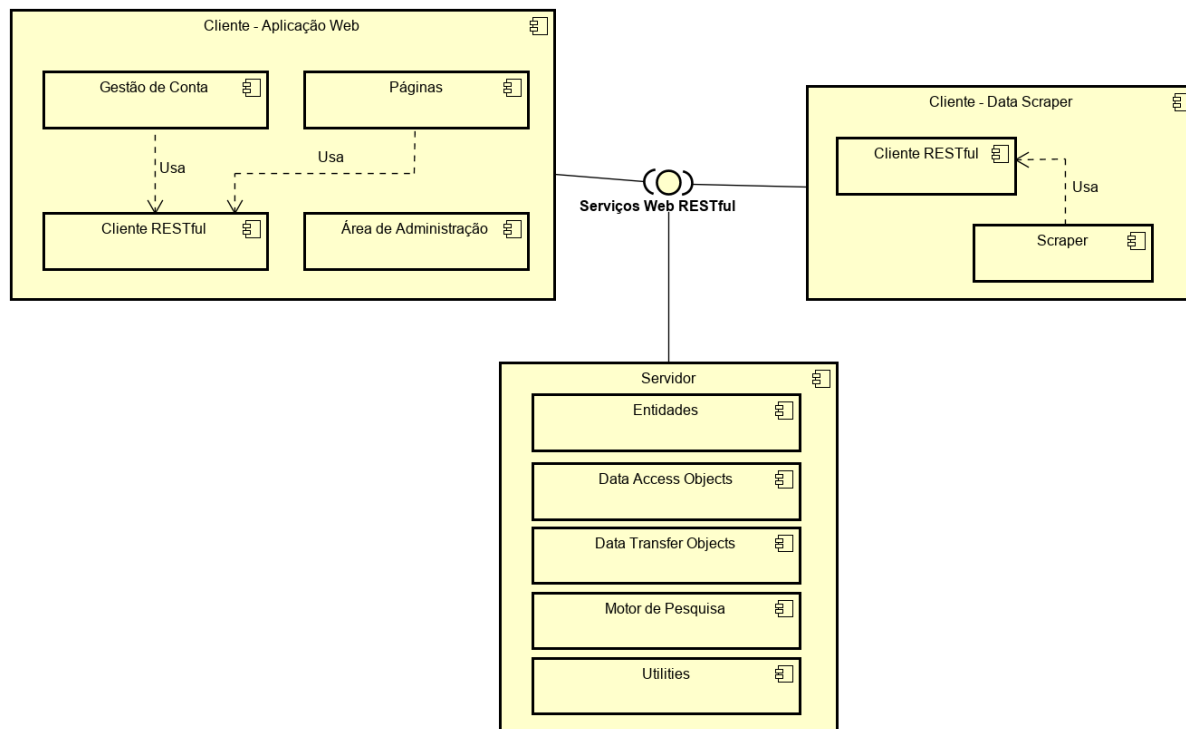 Cliente - Aplicação Web
Gestão de Conta
Páginas
Usa
Usa
Cliente RESTful
Área de Administração
Serviços Web RESTful
Cliente - Data Scraper
Cliente RESTful
Usa
Scraper
Servidor
Entidades
Data Access Objects
Data Transfer Objects
Motor de Pesquisa
Utilities